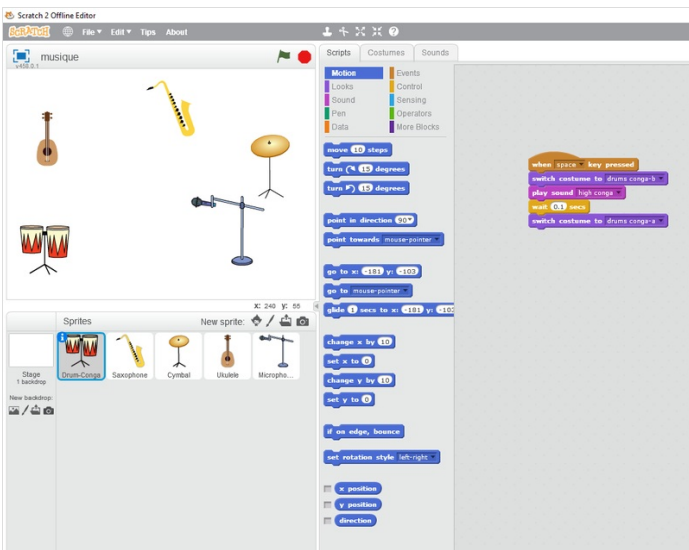 Scratch 2 Offline Editor
SCRATCH File Edit Tips About
musique
v458.0.1
X: 240 y: 55
Sprites New sprite:
Stage
1 backdrop
New backdrop:
Drum-Conga Saxophone Cymbal Ukulele Micropho...
Scripts Costumes Sounds
Motion Events
Looks Control
Sound Sensing
Pen Operators
Data More Blocks
move 10 steps
turn 15 degrees
turn 15 degrees
point in direction 90
point towards mouse-pointer
go to x: -181 y: -103
go to mouse-pointer
glide 1 secs to x: -181 y: -103
change x by 10
set x to 0
change y by 10
set y to 0
if on edge, bounce
set rotation style left-right
x position
y position
direction
when space key pressed
switch costume to drums conga-b
play sound high conga
wait 0.1 secs
switch costume to drums conga-a